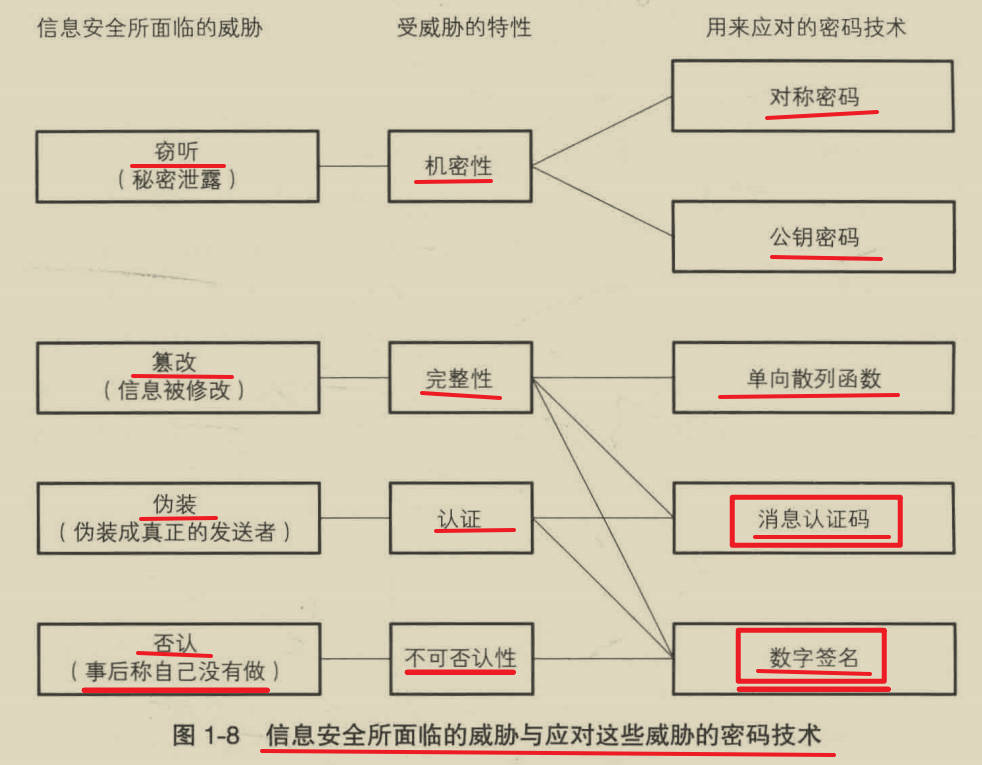 信息安全所面临的威胁
受威胁的特性
用来应对的密码技术
窃听
（秘密泄露）
机密性
对称密码
公钥密码
篡改
（信息被修改）
完整性
单向散列函数
伪装
（伪装成真正的发送者）
认证
消息认证码
否认
（事后称自己没有做）
不可否认性
数字签名
图 1-8 信息安全所面临的威胁与应对这些威胁的密码技术